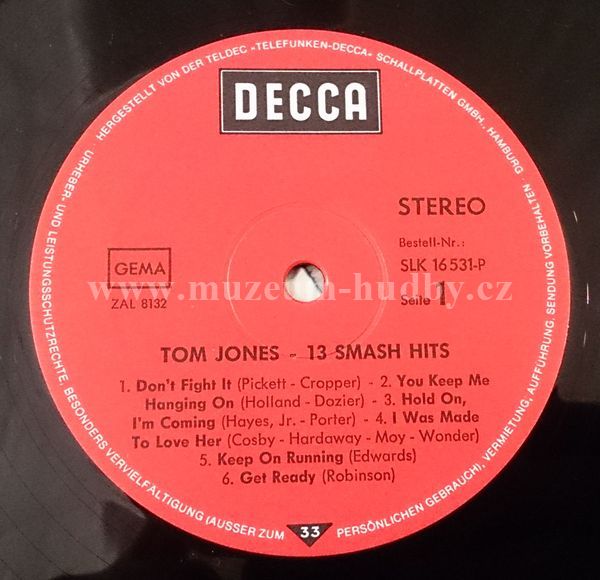 HERGESTELLT VON DER TELDEC »TELEFUNKEN-DECCA« SCHALLPLATTEN GMBH., HAMBURG · URHEBER- UND LEISTUNGSSCHUTZRECHTE, BESONDERS VERVIELFÄLTIGUNG (AUSSER ZUM PERSÖNLICHEN GEBRAUCH), VERMIETUNG, AUFFÜHRUNG, SENDUNG VORBEHALTEN ·
DECCA
STEREO
Bestell-Nr.:
GEMA
SLK 16 531-P
ZAL 8132
Seite 1
www.muzeum-hudby.cz
TOM JONES - 13 SMASH HITS
1. Don't Fight It (Pickett - Cropper) - 2. You Keep Me
Hanging On (Holland - Dozier) - 3. Hold On,
I'm Coming (Hayes, Jr. - Porter) - 4. I Was Made
To Love Her (Cosby - Hardaway - Moy - Wonder)
5. Keep On Running (Edwards)
6. Get Ready (Robinson)
33